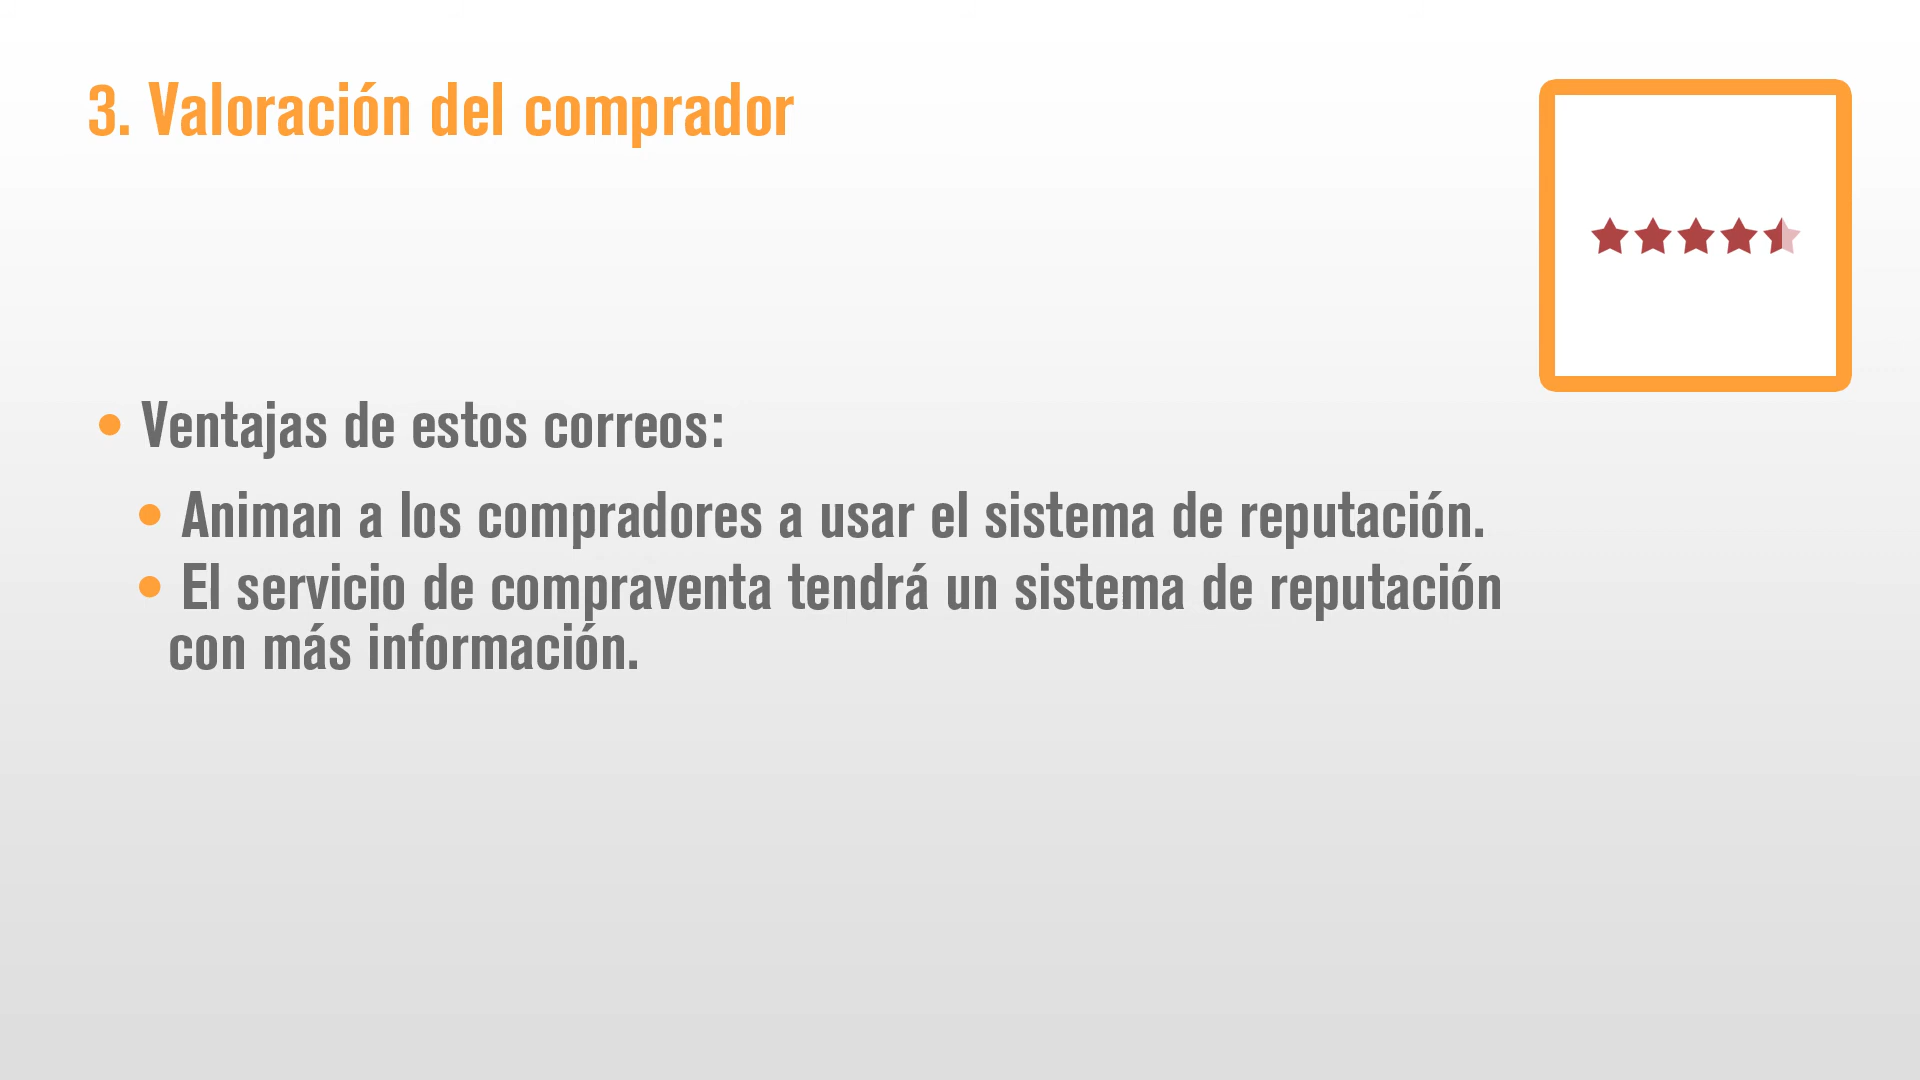 3. Valoración del comprador
• Ventajas de estos correos:
• Animan a los compradores a usar el sistema de reputación.
• El servicio de compraventa tendrá un sistema de reputación
con más información.